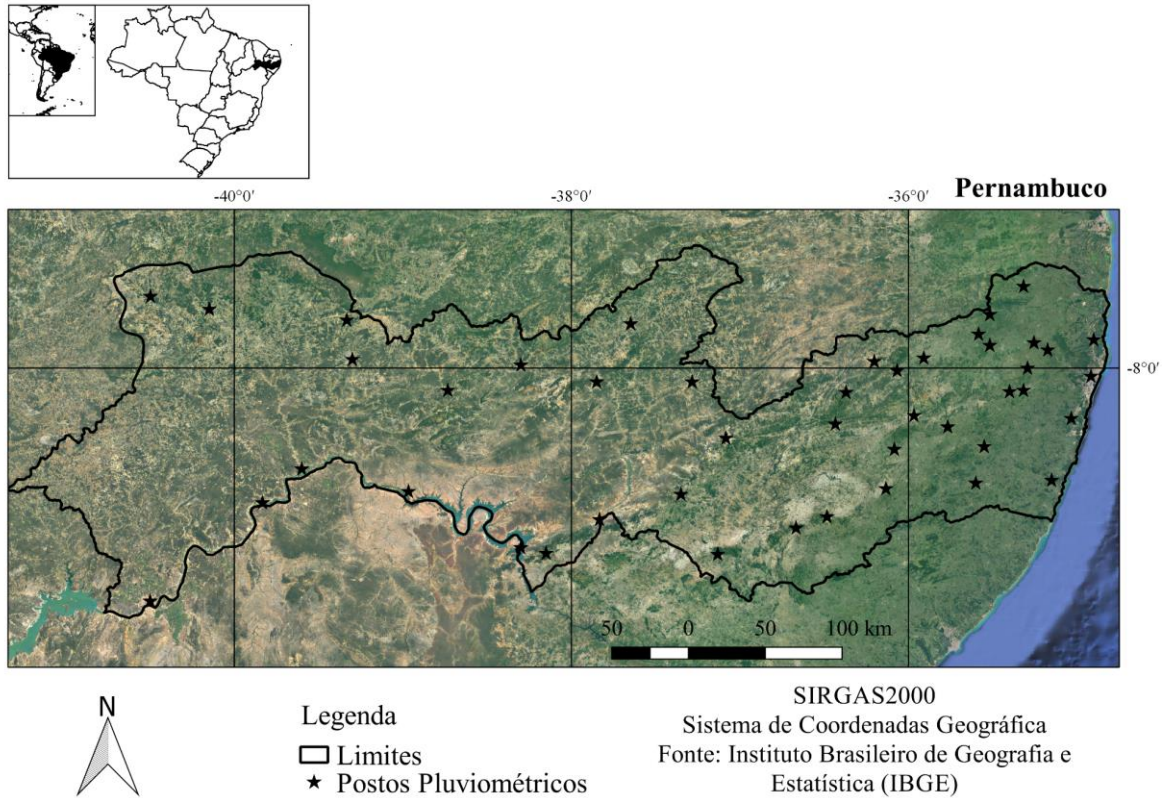 -40°0'
-38°0'
-36°0'
Pernambuco
-8°0'
50 0 50 100 km
N
Legenda
Limites
Postos Pluviométricos
SIRGAS2000
Sistema de Coordenadas Geográfica
Fonte: Instituto Brasileiro de Geografia e
Estatística (IBGE)